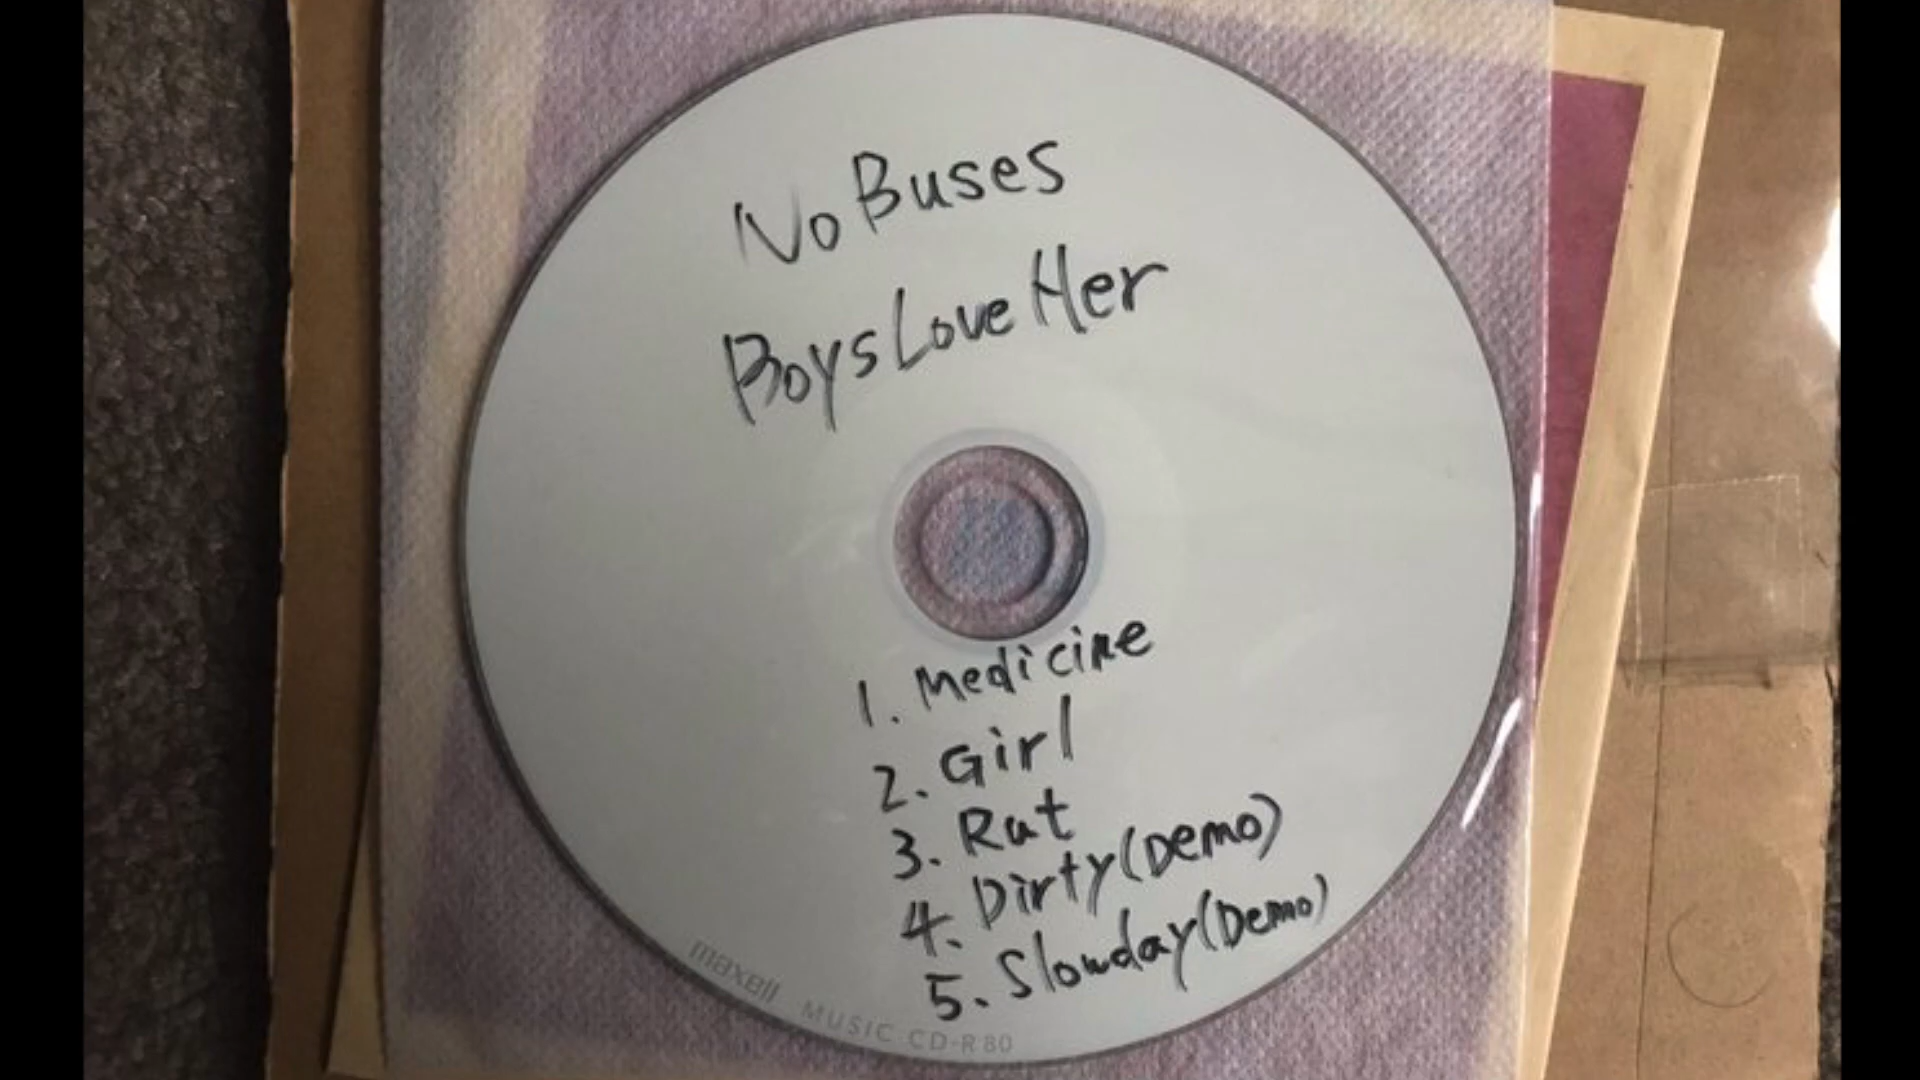 No Buses
Boys Love Her
1. Medicine
2. Girl
3. Rat
4. Dirty (Demo)
5. Slowday (Demo)
maxell MUSIC CD-R 80